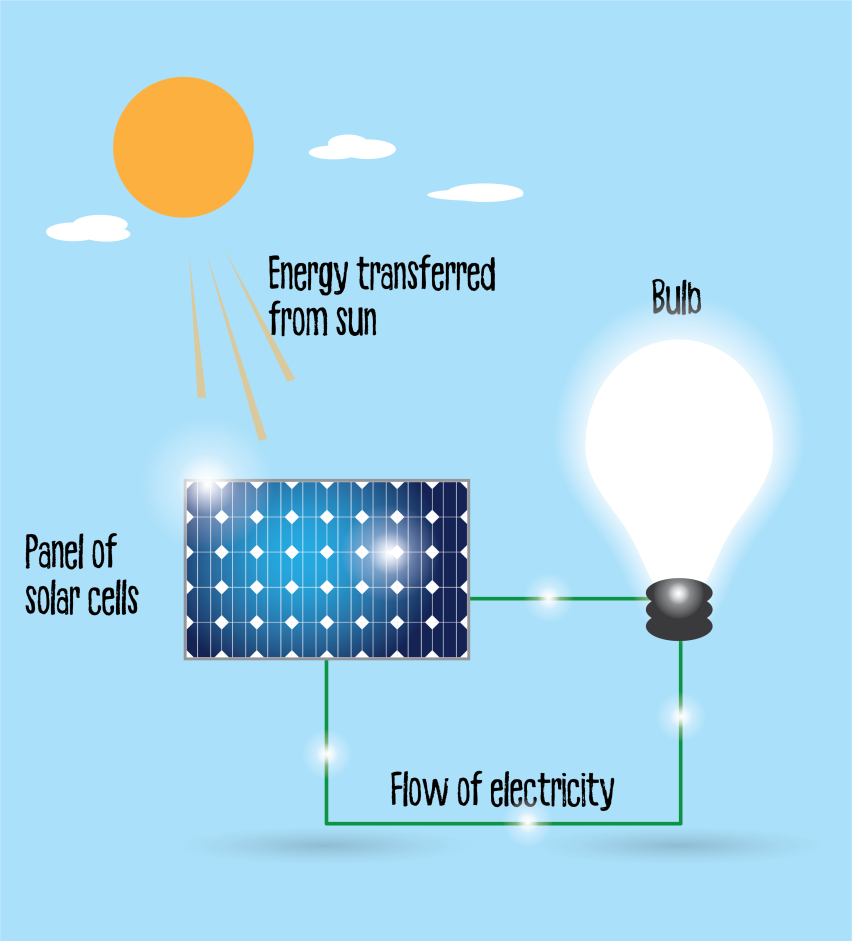 Energy transferred
from sun
Bulb
Panel of
solar cells
Flow of electricity